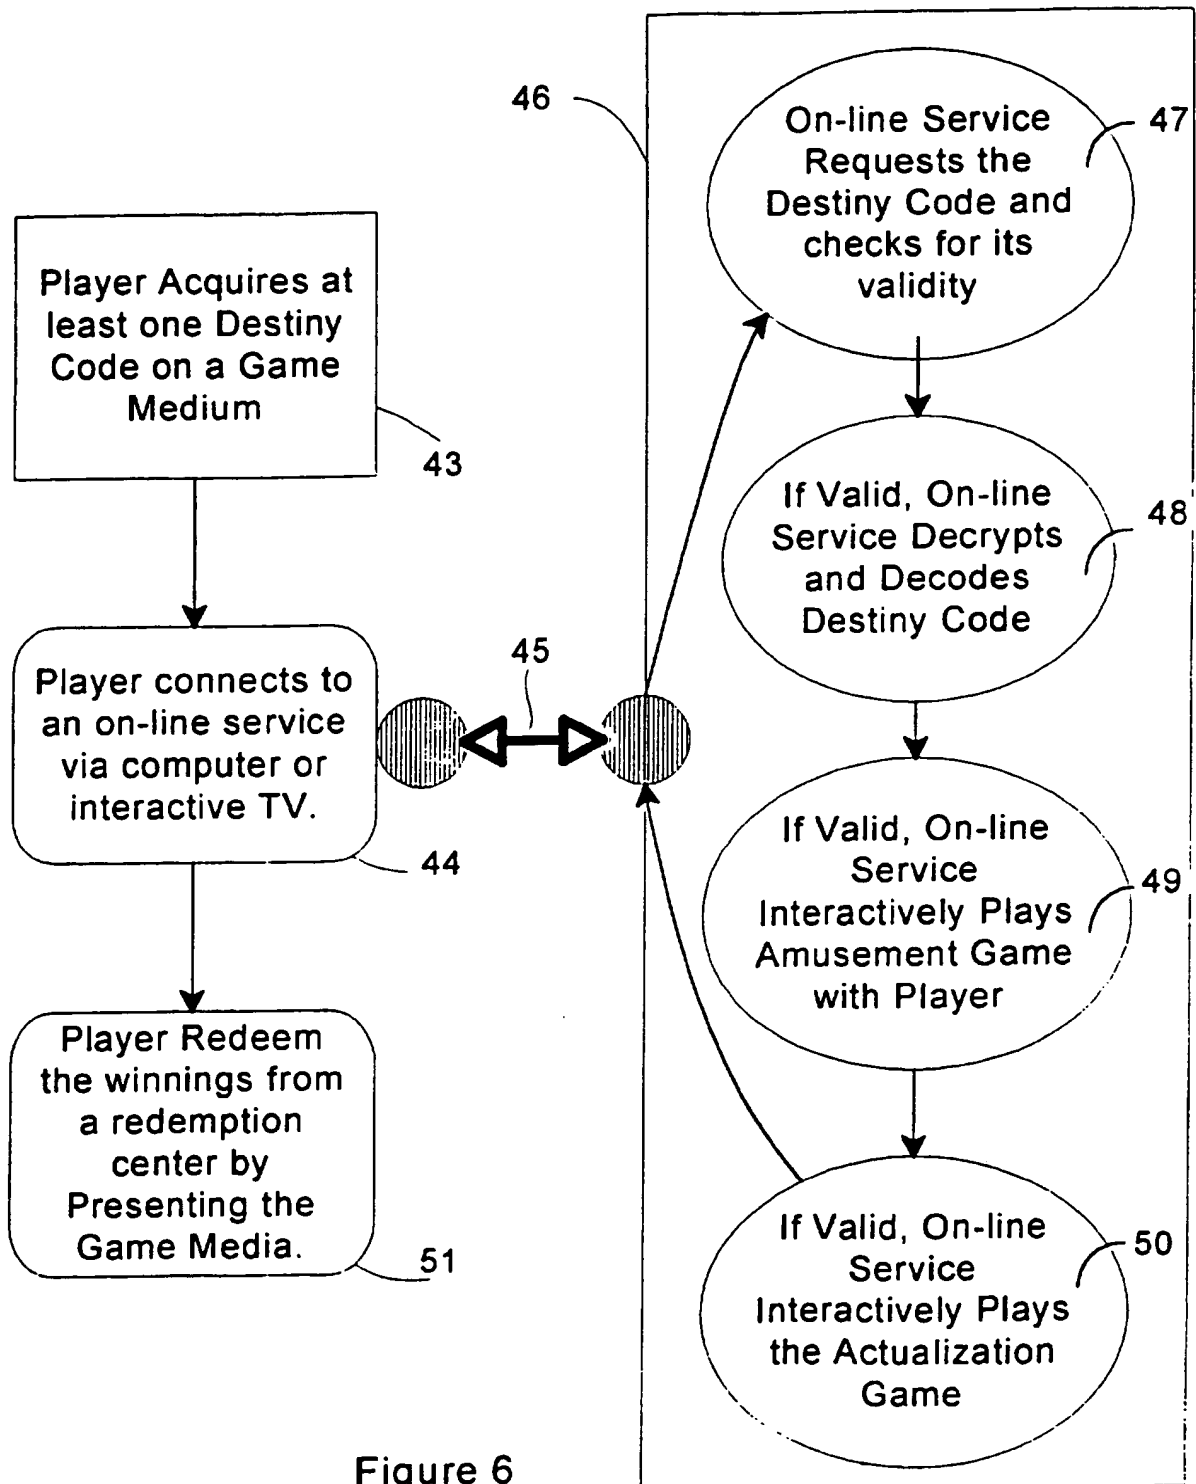 46
On-line Service
Requests the
Destiny Code and
checks for its
validity
47
Player Acquires at
least one Destiny
Code on a Game
Medium
43
If Valid, On-line
Service Decrypts
and Decodes
Destiny Code
48
Player connects to
an on-line service
via computer or
interactive TV.
44
45
If Valid, On-line
Service
Interactively Plays
Amusement Game
with Player
49
Player Redeem
the winnings from
a redemption
center by
Presenting the
Game Media.
51
If Valid, On-line
Service
Interactively Plays
the Actualization
Game
50
Figure 6